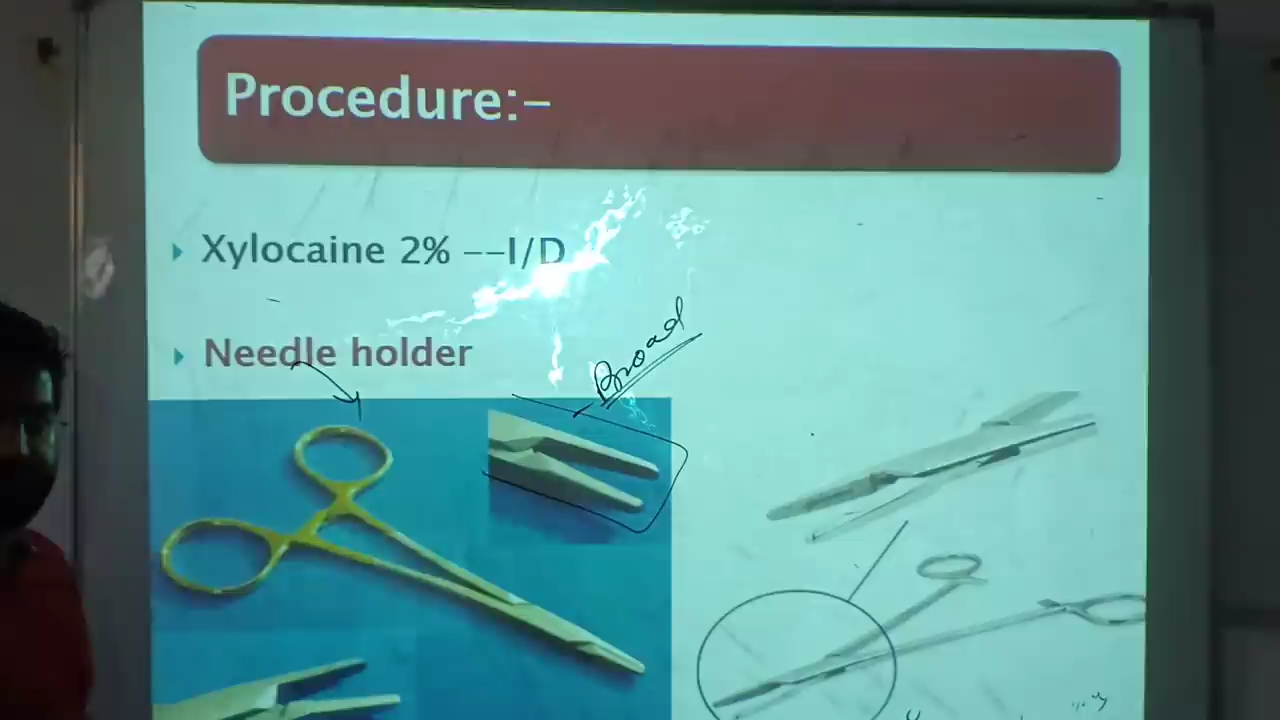 Procedure:-
Xylocaine 2% --I/D
Needle holder
- Broad